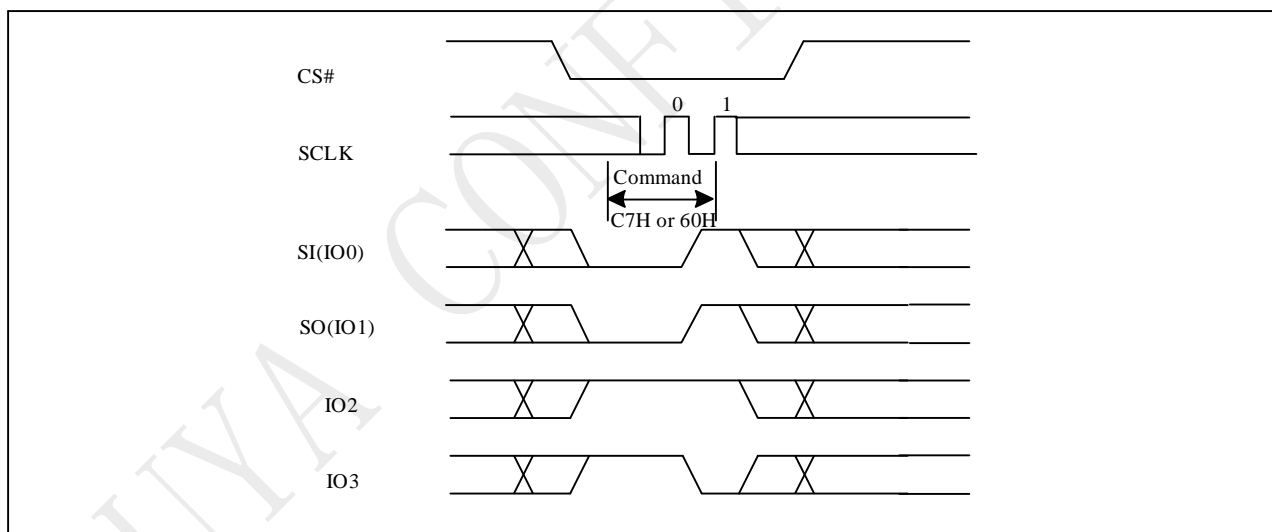 CS#
0 1
SCLK
Command
C7H or 60H
SI(IO0)
SO(IO1)
IO2
IO3